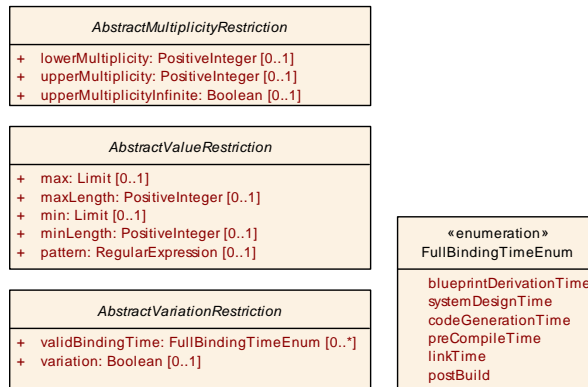 AbstractMultiplicityRestriction
+ lowerMultiplicity: PositiveInteger [0..1]
+ upperMultiplicity: PositiveInteger [0..1]
+ upperMultiplicityInfinite: Boolean [0..1]
AbstractValueRestriction
+ max: Limit [0..1]
+ maxLength: PositiveInteger [0..1]
+ min: Limit [0..1]
+ minLength: PositiveInteger [0..1]
+ pattern: RegularExpression [0..1]
AbstractVariationRestriction
+ validBindingTime: FullBindingTimeEnum [0..*]
+ variation: Boolean [0..1]
«enumeration»
FullBindingTimeEnum
blueprintDerivationTime
systemDesignTime
codeGenerationTime
preCompileTime
linkTime
postBuild